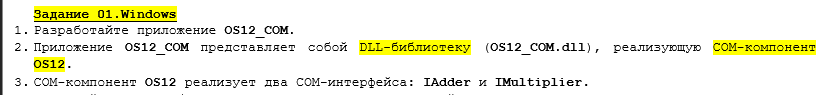 Задание 01.Windows
1. Разработайте приложение OS12_COM.
2. Приложение OS12_COM представляет собой DLL-библиотеку (OS12_COM.dll), реализующую COM-компонент
OS12.
3. COM-компонент OS12 реализует два COM-интерфейса: IAdder и IMultiplier.